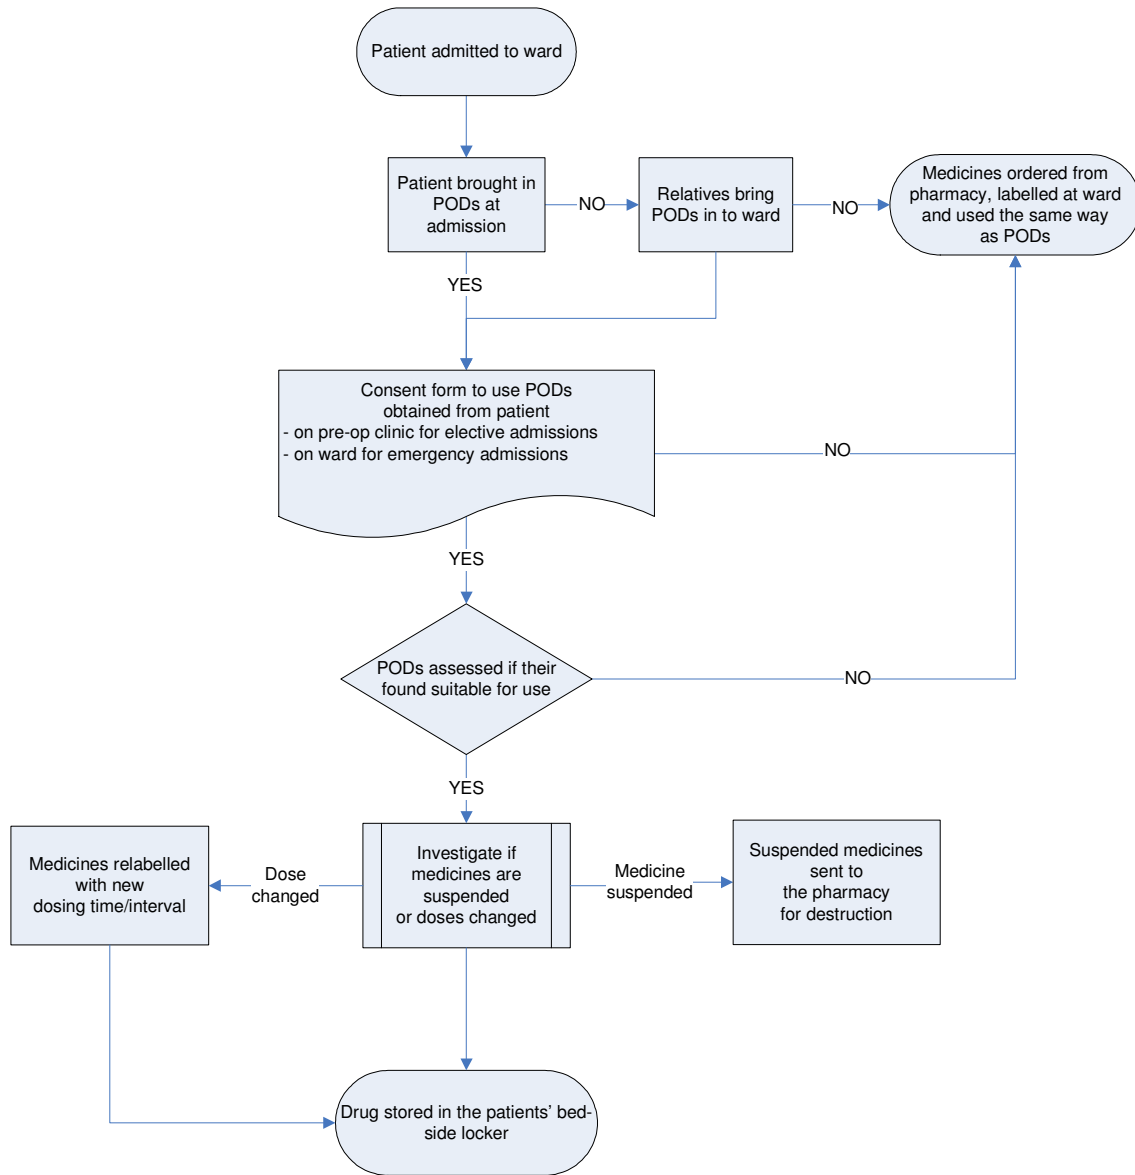 Patient admitted to ward
Patient brought in
PODs at
admission
NO
Relatives bring
PODs in to ward
NO
Medicines ordered from
pharmacy, labelled at ward
and used the same way
as PODs
YES
Consent form to use PODs
obtained from patient
- on pre-op clinic for elective admissions
- on ward for emergency admissions
NO
YES
PODs assessed if their
found suitable for use
NO
YES
Medicines relabelled
with new
dosing time/interval
Dose
changed
Investigate if
medicines are
suspended
or doses changed
Medicine
suspended
Suspended medicines
sent to
the pharmacy
for destruction
Drug stored in the patients’ bed-
side locker